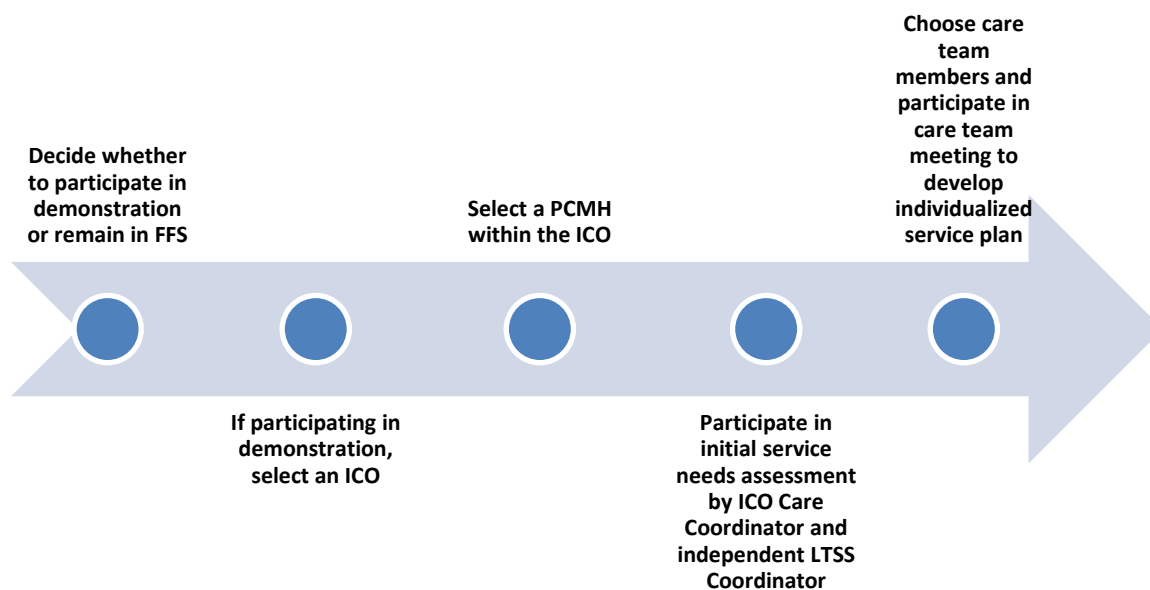 Decide whether
to participate in
demonstration
or remain in FFS
If participating in
demonstration,
select an ICO
Select a PCMH
within the ICO
Participate in
initial service
needs assessment
by ICO Care
Coordinator and
independent LTSS
Coordinator
Choose care
team
members and
participate in
care team
meeting to
develop
individualized
service plan